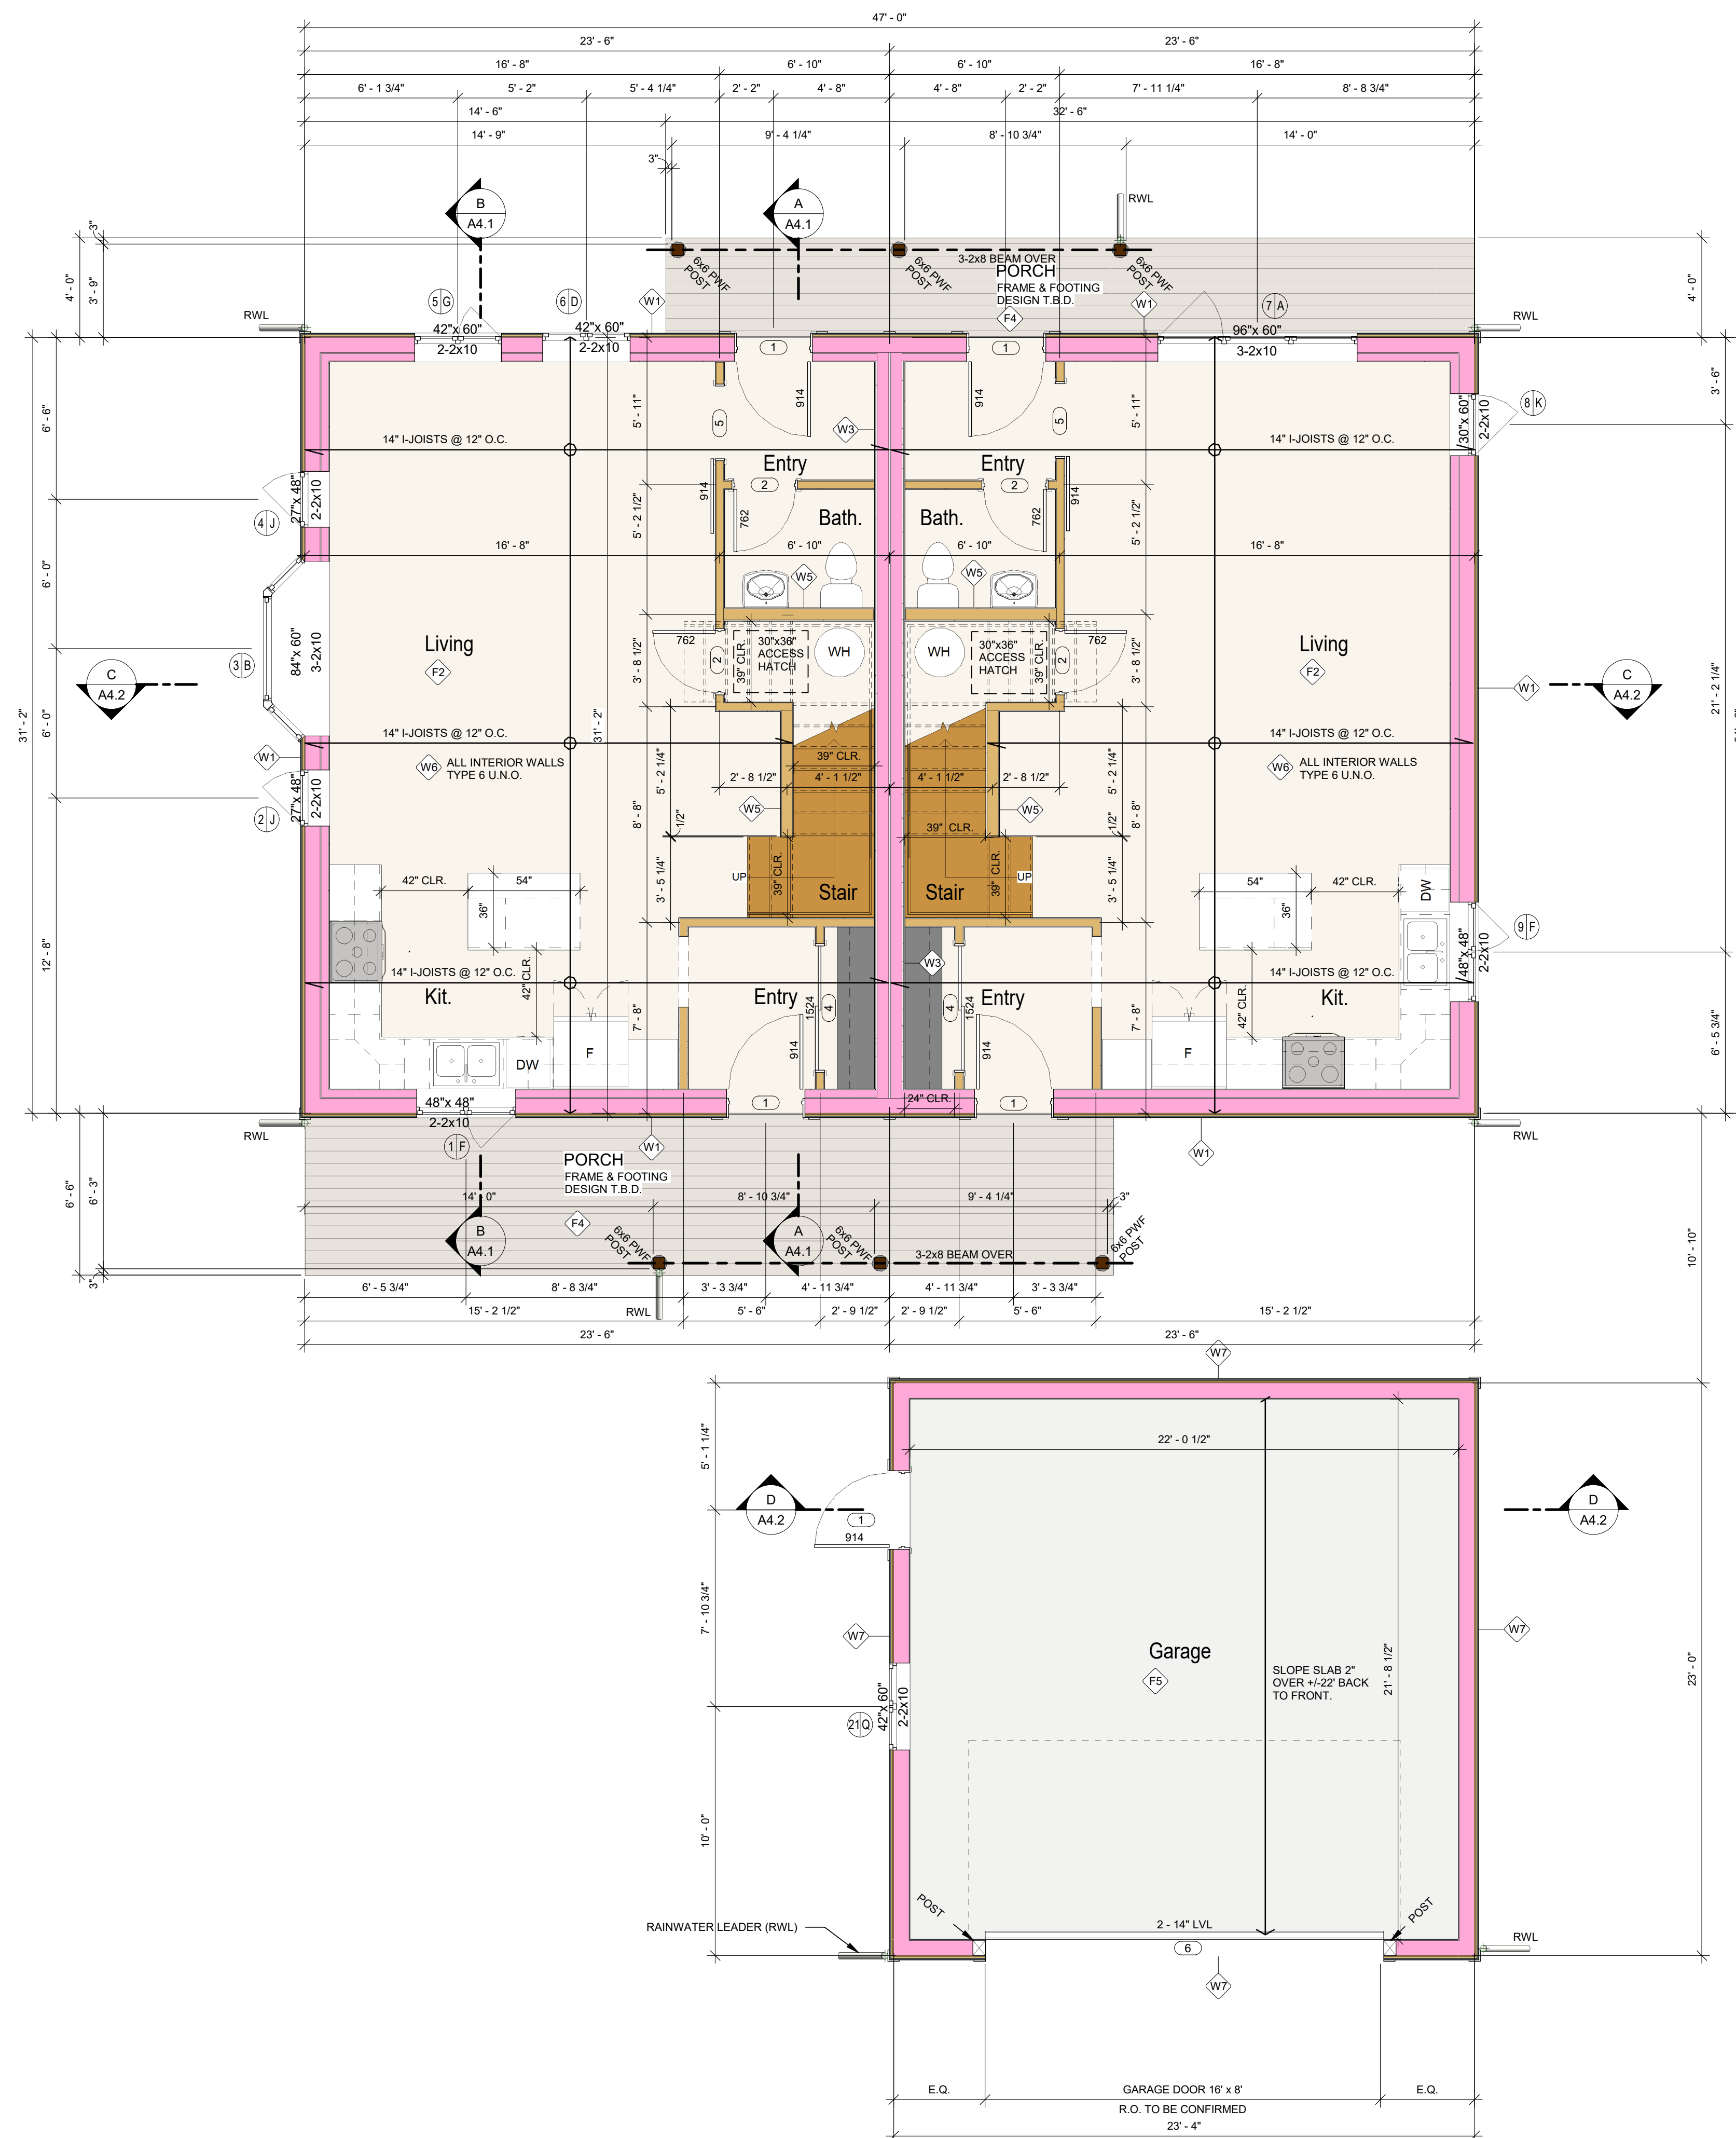 47' - 0"
23' - 6" 23' - 6"
16' - 8" 6' - 10" 6' - 10" 16' - 8"
6' - 1 3/4" 5' - 2" 5' - 4 1/4" 2' - 2" 4' - 8" 4' - 8" 2' - 2" 7' - 11 1/4" 8' - 8 3/4"
14' - 6" 32' - 6"
14' - 9" 9' - 4 1/4" 8' - 10 3/4" 14' - 0"
3"
B
A4.1
A
A4.1
RWL
3"
4' - 0"
3' - 9"
4' - 0"
6x6 PWF
POST
6x6 PWF
POST
3-2x8 BEAM OVER
PORCH
FRAME & FOOTING
DESIGN T.B.D.
F4
6x6 PWF
POST
5 G
6 D
W1
W1
7 A
RWL
RWL
42"x 60"
2-2x10
42"x 60"
2-2x10
1
1
96"x 60"
3-2x10
3' - 6"
6' - 6"
5' - 11"
914
914
5' - 11"
5
5
W3
30"x 60"
2-2x10
8 K
14" I-JOISTS @ 12" O.C.
14" I-JOISTS @ 12" O.C.
Entry
Entry
27"x 48"
2-2x10
4 J
914
2
2
914
762
762
Bath.
Bath.
5' - 2 1/2"
5' - 2 1/2"
16' - 8"
6' - 10"
6' - 10"
16' - 8"
6' - 0"
W5
W5
31' - 2"
Living
F2
Living
F2
84"x 60"
3-2x10
3 B
762
2
30"x36"
ACCESS
HATCH
39" CLR.
WH
WH
30"x36"
ACCESS
HATCH
39" CLR.
2
762
3' - 8 1/2"
3' - 8 1/2"
C
A4.2
C
A4.2
W1
21' - 2 1/4"
6' - 0"
31' - 2"
14" I-JOISTS @ 12" O.C.
14" I-JOISTS @ 12" O.C.
W1
W6
ALL INTERIOR WALLS
TYPE 6 U.N.O.
W6
ALL INTERIOR WALLS
TYPE 6 U.N.O.
39" CLR.
2' - 8 1/2" 4' - 1 1/2" 4' - 1 1/2" 2' - 8 1/2"
5' - 2 1/4"
5' - 2 1/4"
27"x 48"
2-2x10
2 J
W5
W5
8' - 8"
1/2"
39" CLR.
1/2"
8' - 8"
3' - 5 1/4"
UP
39" CLR.
Stair
Stair
39" CLR.
UP
3' - 5 1/4"
42" CLR.
54"
36"
54"
42" CLR.
36"
DW
12' - 8"
48"x 48"
2-2x10
9 F
14" I-JOISTS @ 12" O.C.
14" I-JOISTS @ 12" O.C.
W3
42" CLR.
42" CLR.
Kit.
Entry
Entry
Kit.
1524
4
4
1524
7' - 8"
7' - 8"
914
914
DW
F
F
6' - 5 3/4"
48"x 48"
2-2x10
1
24" CLR.
1
RWL
RWL
1 F
W1
W1
PORCH
FRAME & FOOTING
DESIGN T.B.D.
6' - 6"
6' - 3"
3"
14' - 0" 8' - 10 3/4" 9' - 4 1/4" 3"
F4
B
A4.1
A
A4.1
6x6 PWF
POST
6x6 PWF
POST
3-2x8 BEAM OVER
6x6 PWF
POST
10' - 10"
6' - 5 3/4" 8' - 8 3/4" 3' - 3 3/4" 4' - 11 3/4" 4' - 11 3/4" 3' - 3 3/4"
RWL
15' - 2 1/2" 5' - 6" 2' - 9 1/2" 2' - 9 1/2" 5' - 6" 15' - 2 1/2"
23' - 6" 23' - 6"
W7
5' - 1 1/4"
22' - 0 1/2"
D
A4.2
D
A4.2
1
914
7' - 10 3/4"
W7
W7
Garage
F5
SLOPE SLAB 2"
OVER +/-22' BACK
TO FRONT.
21' - 8 1/2"
23' - 0"
42"x 60"
2-2x10
21 Q
10' - 0"
POST
POST
2 - 14" LVL
6
RAINWATER LEADER (RWL)
RWL
W7
E.Q. GARAGE DOOR 16' x 8' E.Q.
R.O. TO BE CONFIRMED
23' - 4"